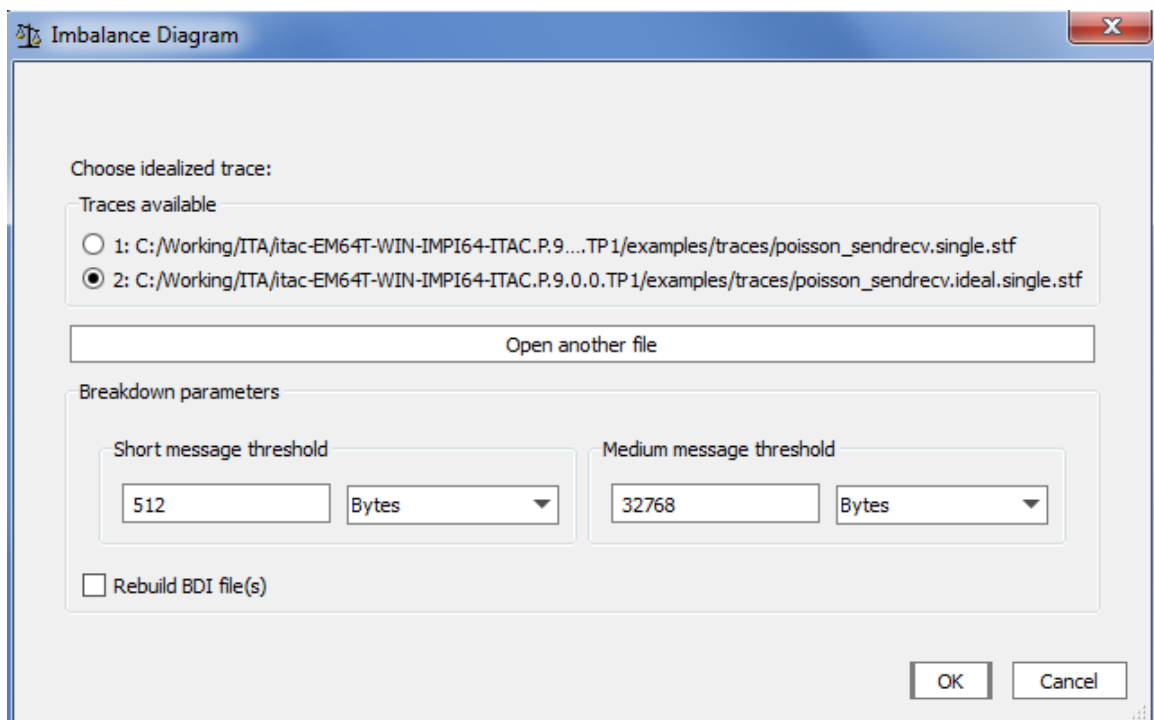 Imbalance Diagram
Choose idealized trace:
Traces available
1: C:/Working/ITA/itac-EM64T-WIN-IMPI64-ITAC.P.9....TP1/examples/traces/poisson_sendrecv.single.stf
2: C:/Working/ITA/itac-EM64T-WIN-IMPI64-ITAC.P.9.0.0.TP1/examples/traces/poisson_sendrecv.ideal.single.stf
Open another file
Breakdown parameters
Short message threshold Medium message threshold
512 Bytes 32768 Bytes
Rebuild BDI file(s)
OK Cancel